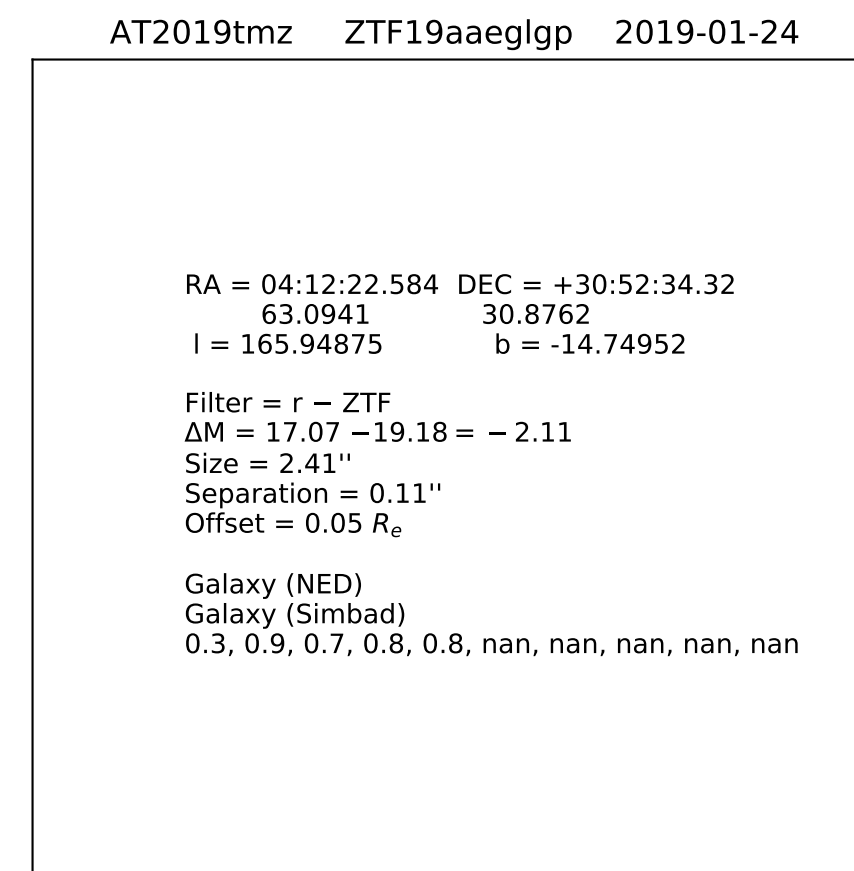 AT2019tmz ZTF19aaeglgp 2019-01-24
RA = 04:12:22.584 DEC = +30:52:34.32
63.0941 30.8762
l = 165.94875 b = -14.74952
Filter = r − ZTF
ΔM = 17.07 −19.18 = − 2.11
Size = 2.41''
Separation = 0.11''
Offset = 0.05 Re
Galaxy (NED)
Galaxy (Simbad)
0.3, 0.9, 0.7, 0.8, 0.8, nan, nan, nan, nan, nan